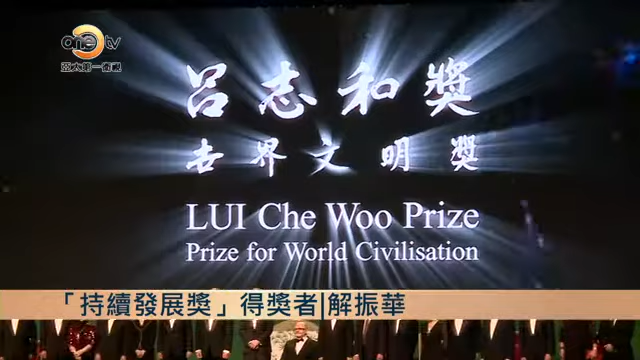 one tv
亞太第一衛視
呂志和獎
世界文明獎
LUI Che Woo Prize
Prize for World Civilisation
「持續發展獎」得獎者|解振華